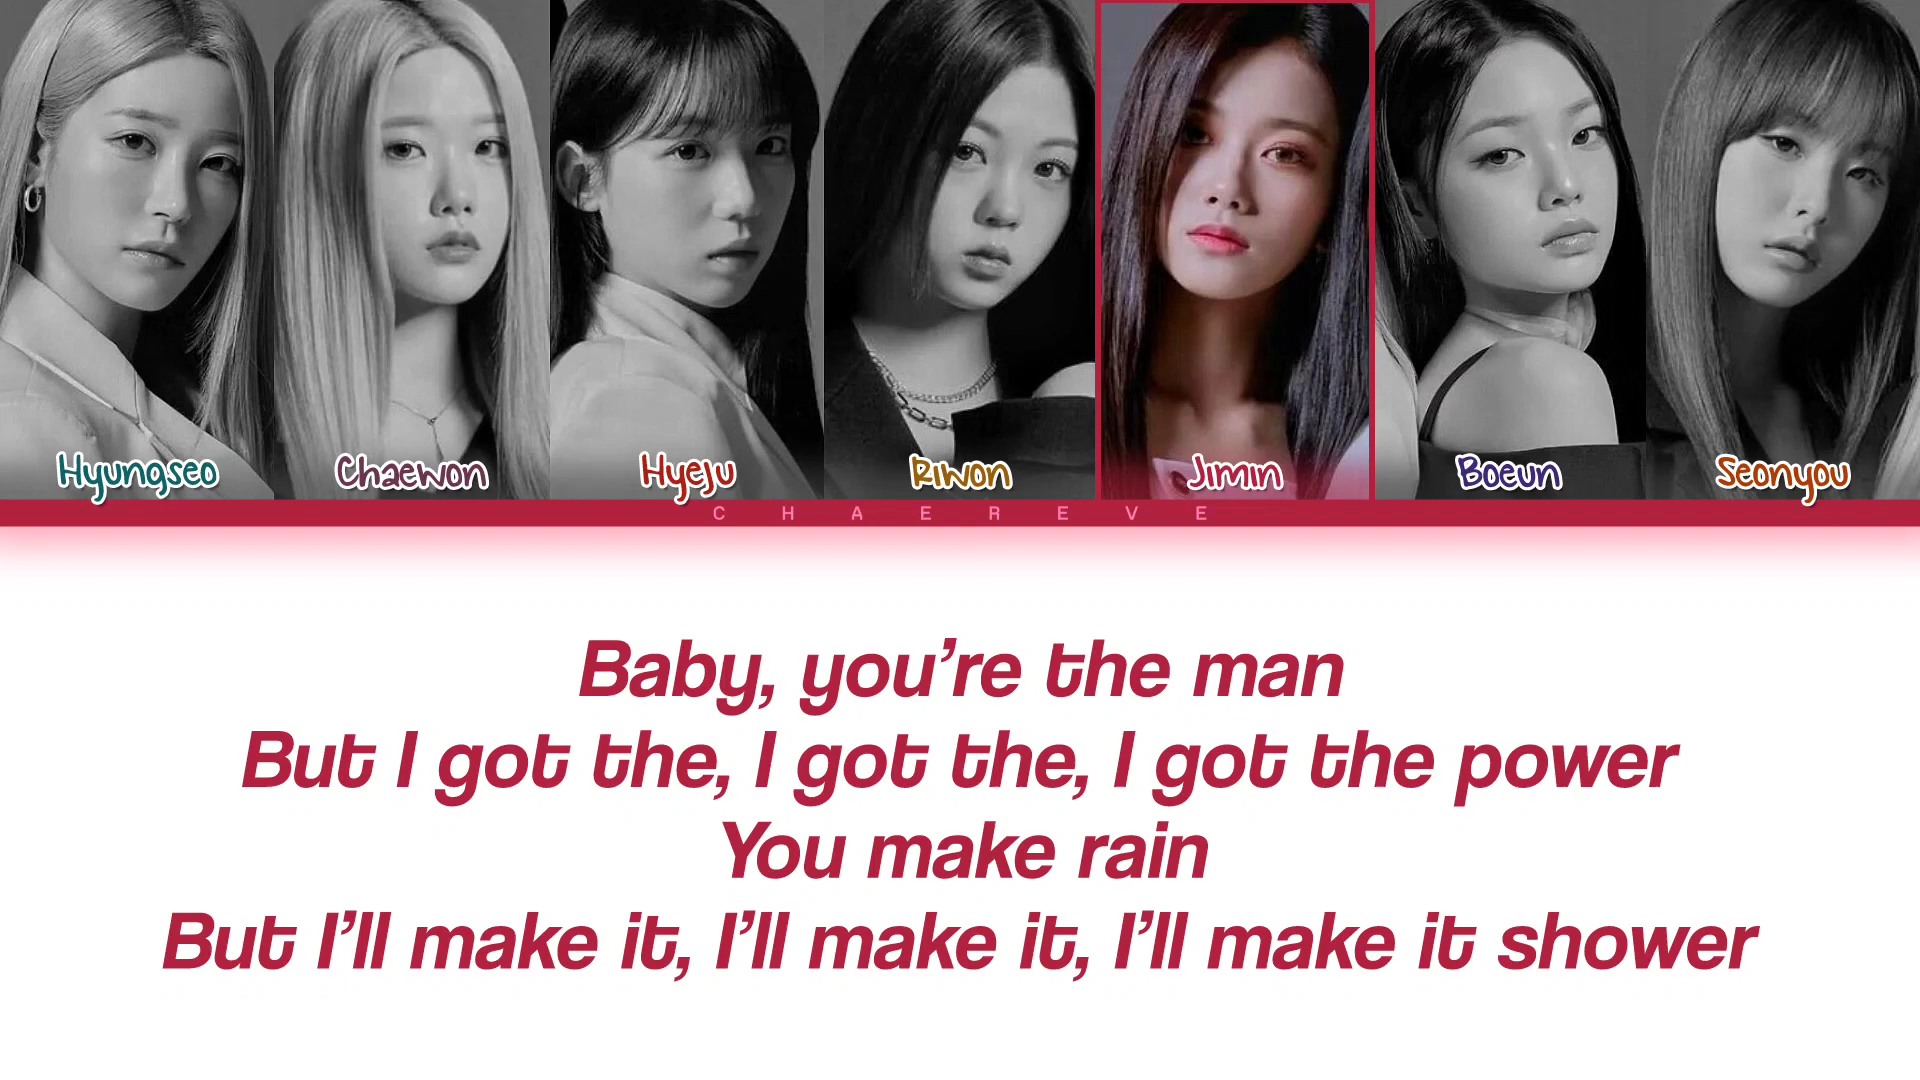 Hyungseo Chaewon Hyeju Riwon Jimin Boeun Seonyou
CHAEREVE
Baby, you’re the man
But I got the, I got the, I got the power
You make rain
But I’ll make it, I’ll make it, I’ll make it shower